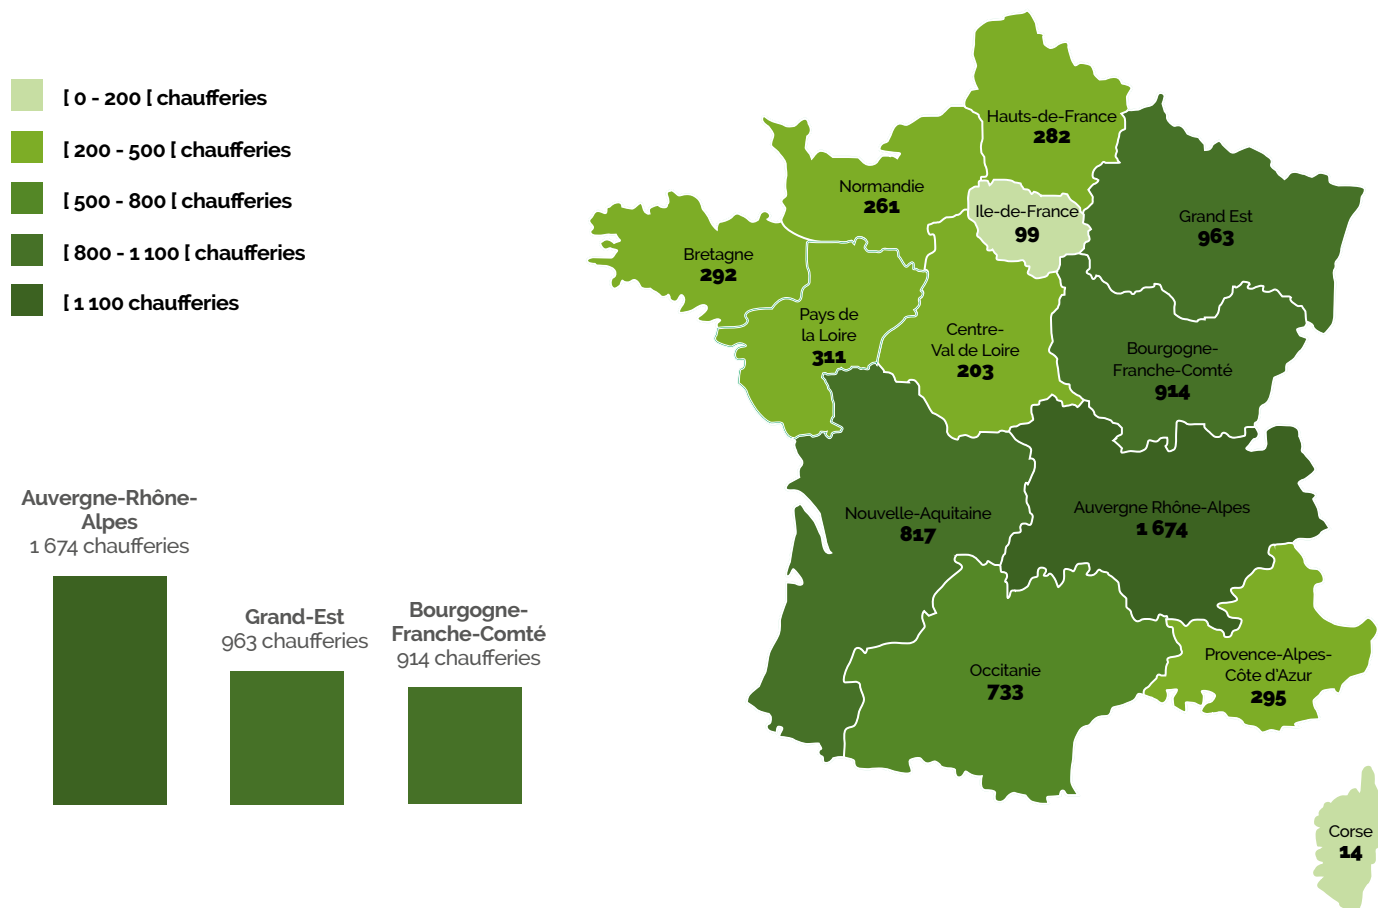 [ 0 - 200 [ chaufferies
[ 200 - 500 [ chaufferies
[ 500 - 800 [ chaufferies
[ 800 - 1 100 [ chaufferies
[ 1 100 chaufferies
Auvergne-Rhône-
Alpes
1 674 chaufferies
Grand-Est
963 chaufferies
Bourgogne-
Franche-Comté
914 chaufferies
Hauts-de-France
282
Normandie
261
Ile-de-France
99
Grand Est
963
Bretagne
292
Pays de
la Loire
311
Centre-
Val de Loire
203
Bourgogne-
Franche-Comté
914
Nouvelle-Aquitaine
817
Auvergne Rhône-Alpes
1 674
Occitanie
733
Provence-Alpes-
Côte d'Azur
295
Corse
14